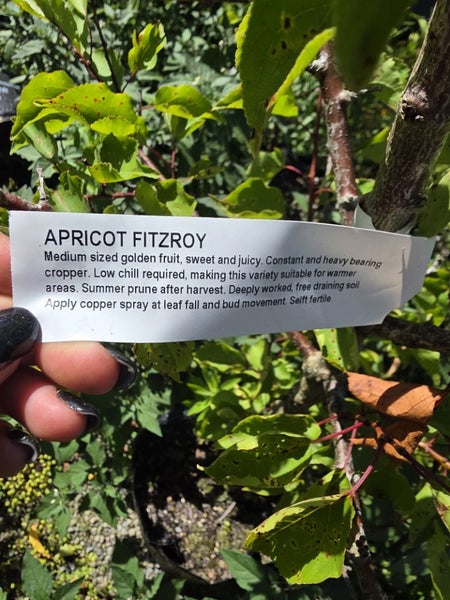 APRICOT FITZROY
Medium sized golden fruit, sweet and juicy. Constant and heavy bearing
cropper. Low chill required, making this variety suitable for warmer
areas. Summer prune after harvest. Deeply worked, free draining soil
Apply copper spray at leaf fall and bud movement. Selft fertile